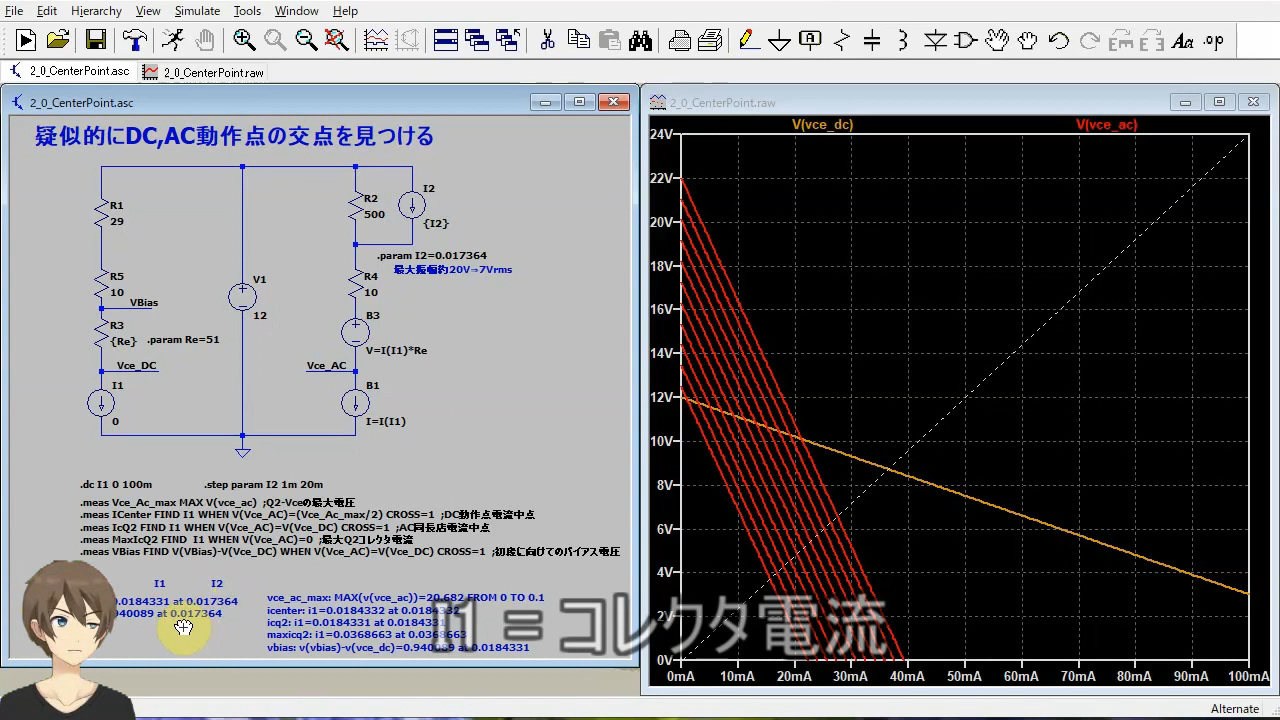 File Edit Hierarchy View Simulate Tools Window Help
2_0_CenterPoint.asc 2_0_CenterPoint.raw
2_0_CenterPoint.asc
疑似的にDC,AC動作点の交点を見つける
R1
29
R5
10
VBias
R3
{Re}
.param Re=51
Vce_DC
I1
0
V1
12
R2
500
I2
{I2}
.param I2=0.017364
最大振幅約20V⇒7Vrms
R4
10
B3
V=I(I1)*Re
Vce_AC
B1
I=I(I1)
.dc I1 0 100m .step param I2 1m 20m
.meas Vce_Ac_max MAX V(vce_ac) ;Q2-Vceの最大電圧
.meas ICenter FIND I1 WHEN V(Vce_AC)=(Vce_Ac_max/2) CROSS=1 ;DC動作点電流中点
.meas IcQ2 FIND I1 WHEN V(Vce_AC)=V(Vce_DC) CROSS=1 ;AC同長店電流中点
.meas MaxIcQ2 FIND I1 WHEN V(Vce_AC)=0 ;最大Q2コレクタ電流
.meas VBias FIND V(VBias)-V(Vce_DC) WHEN V(Vce_AC)=V(Vce_DC) CROSS=1 ;初段に向けてのバイアス電圧
I1 I2
0.0184331 at 0.017364
940089 at 0.017364
vce_ac_max: MAX(v(vce_ac))=20.682 FROM 0 TO 0.1
icenter: i1=0.0184332 at 0.0184332
icq2: i1=0.0184331 at 0.0184331
maxicq2: i1=0.0368663 at 0.0368663
vbias: v(vbias)-v(vce_dc)=0.940089 at 0.0184331
I1 = コレクタ電流
2_0_CenterPoint.raw
V(vce_dc) V(vce_ac)
24V
22V
20V
18V
16V
14V
12V
10V
8V
6V
4V
2V
0V
0mA 10mA 20mA 30mA 40mA 50mA 60mA 70mA 80mA 90mA 100mA
Alternate